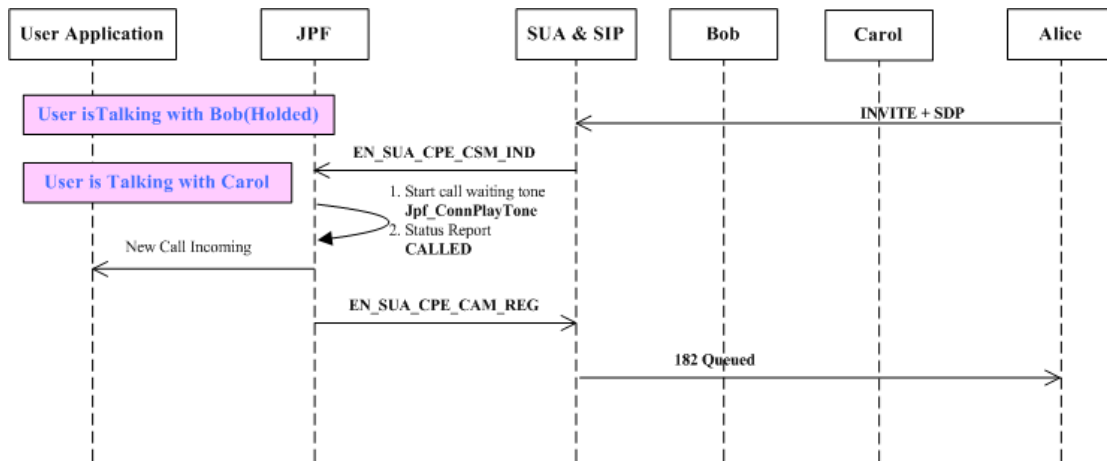 User Application
JPF
SUA & SIP
Bob
Carol
Alice
User isTalking with Bob(Holded)
INVITE + SDP
EN_SUA_CPE_CSM_IND
User is Talking with Carol
1. Start call waiting tone
Jpf_ConnPlayTone
2. Status Report
CALLED
New Call Incoming
EN_SUA_CPE_CAM_REG
182 Queued